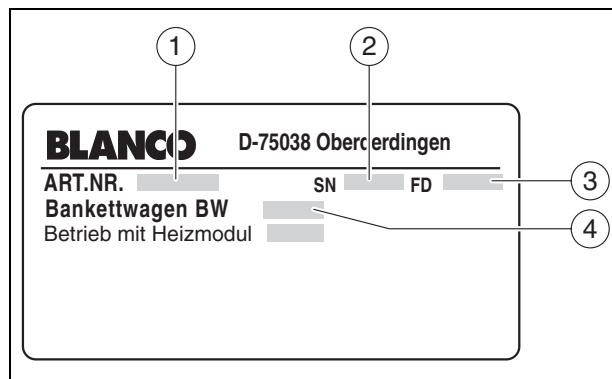 1 2
BLANCO D-75038 Oberderdingen
ART.NR. SN FD 3
Bankettwagen BW 4
Betrieb mit Heizmodul